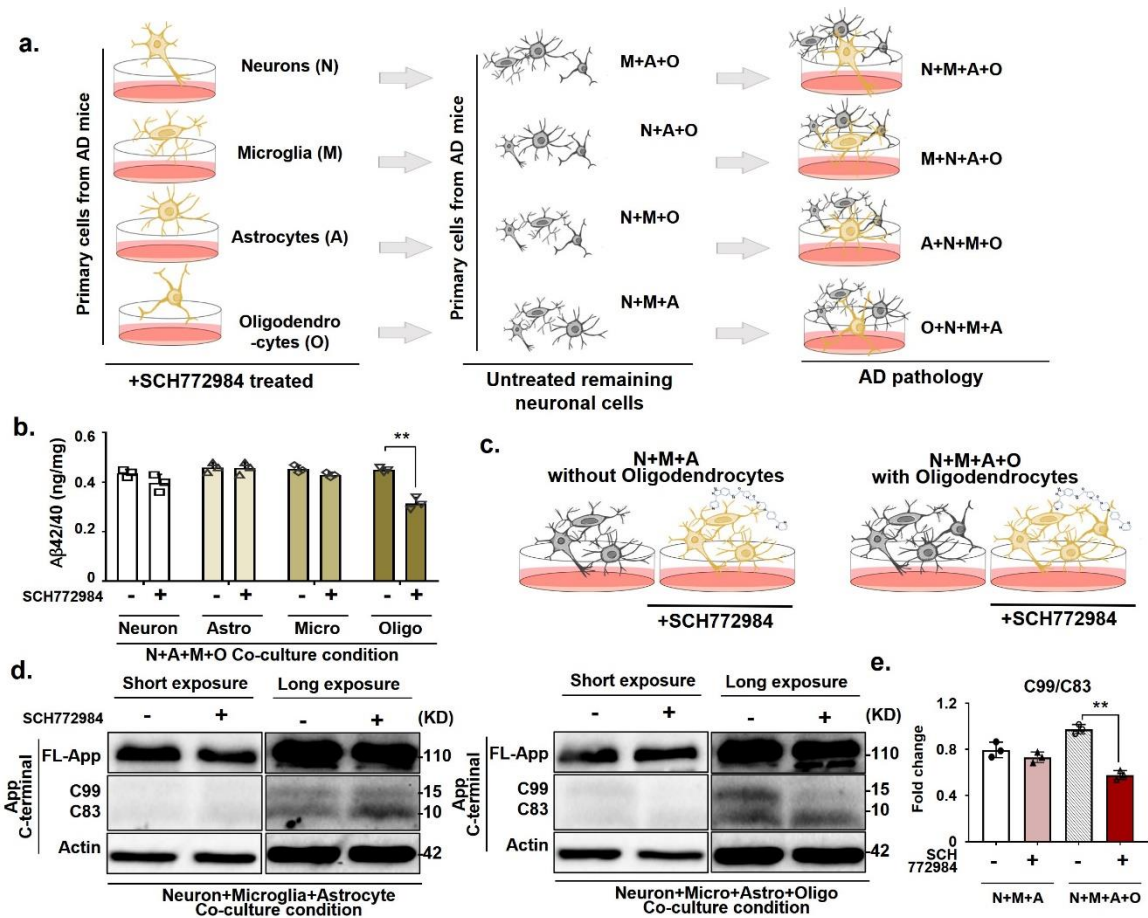 a.
Primary cells from AD mice
Neurons (N)
Microglia (M)
Astrocytes (A)
Oligodendro
-cytes (O)
+SCH772984 treated
Primary cells from AD mice
M+A+O
N+A+O
N+M+O
N+M+A
Untreated remaining
neuronal cells
N+M+A+O
M+N+A+O
A+N+M+O
O+N+M+A
AD pathology
b.
Aβ42/40 (ng/mg)
0.6
0.4
0.2
0
**
SCH772984
- + - + - + - +
Neuron Astro Micro Oligo
N+A+M+O Co-culture condition
c.
N+M+A
without Oligodendrocytes
+SCH772984
N+M+A+O
with Oligodendrocytes
+SCH772984
d.
Short exposure Long exposure
SCH772984 - + - + (KD)
App
C-terminal
FL-App
C99
C83
Actin
-110
-15
-10
-42
Neuron+Microglia+Astrocyte
Co-culture condition
Short exposure Long exposure
- + - + (KD)
App
C-terminal
FL-App
C99
C83
Actin
-110
-15
-10
-42
Neuron+Micro+Astro+Oligo
Co-culture condition
e.
C99/C83
Fold change
1.2
0.8
0.4
0
**
SCH
772984
- + - +
N+M+A N+M+A+O